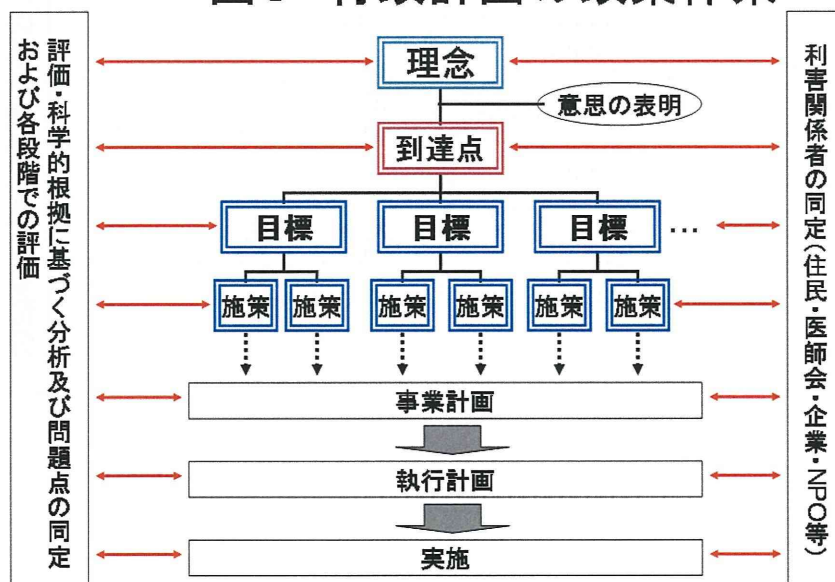 理念
意思の表明
到達点
目標
目標
目標
…
施策
施策
施策
施策
施策
施策
事業計画
執行計画
実施
評価・科学的根拠に基づく分析及び問題点の同定
および各段階での評価
利害関係者の同定(住民・医師会・企業・NPO等)